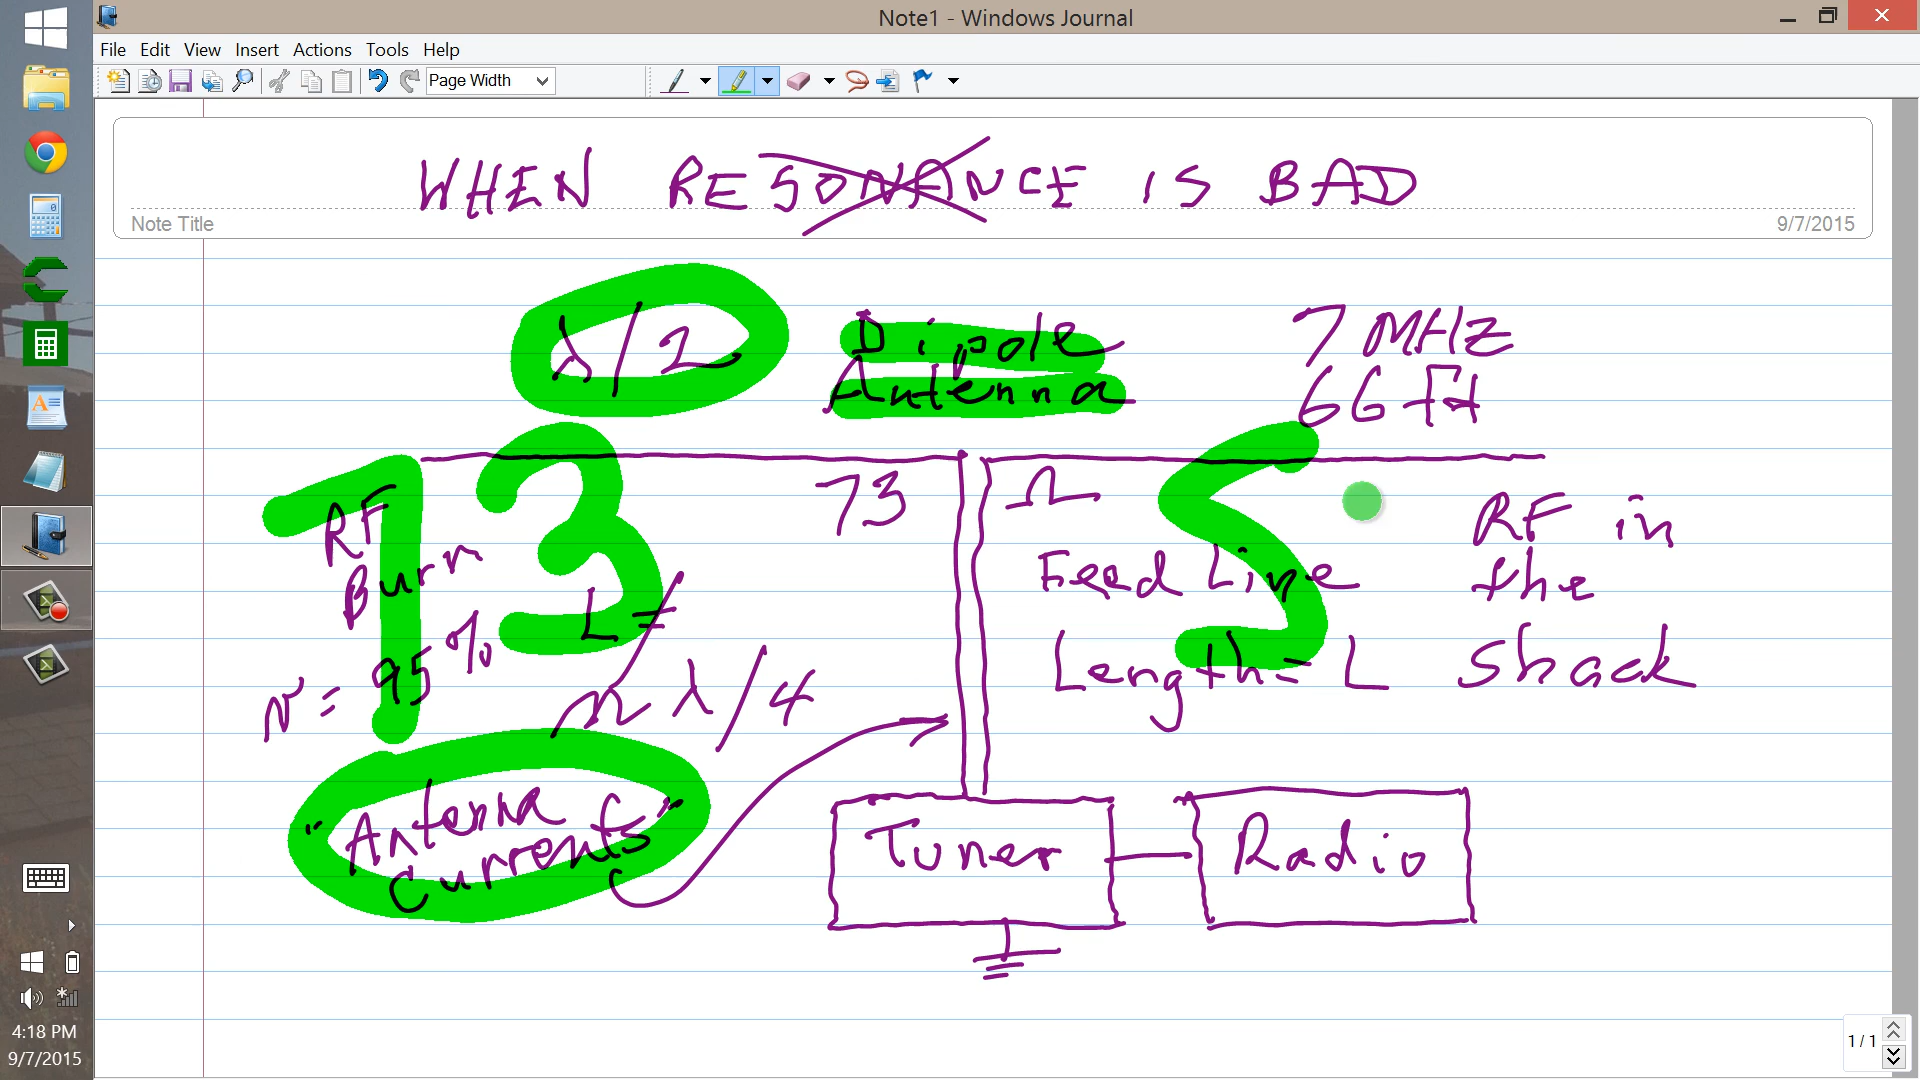 Note1 - Windows Journal
File Edit View Insert Actions Tools Help
Page Width
WHEN RESONANCE IS BAD
Note Title
9/7/2015
λ/2
Dipole
Antenna
7 MHZ
66 Ft
73
73 Ω
S
RF
Burn
RF in
the
shack
Feed Line
Length = L
v = 95%
L =
n λ/4
"Antenna
Currents"
Tuner
Radio
4:18 PM
9/7/2015
1 / 1